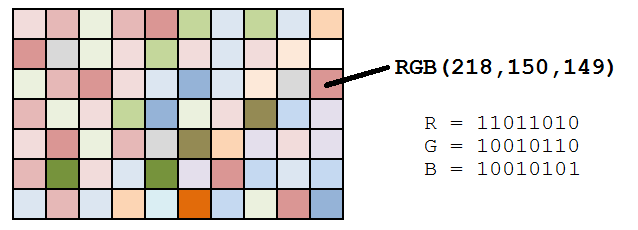 RGB(218,150,149)
R = 11011010
G = 10010110
B = 10010101